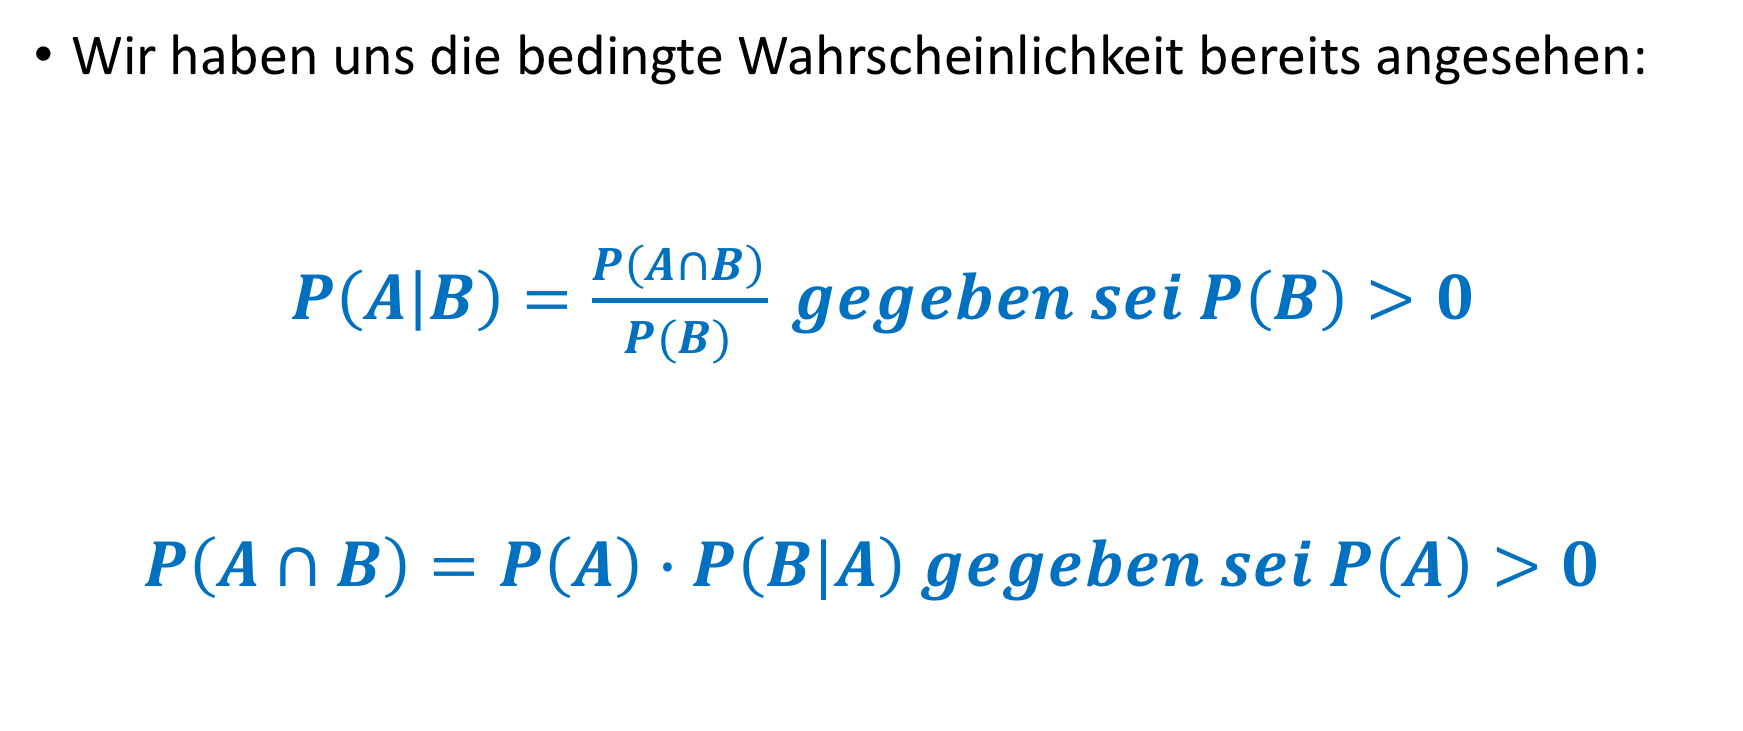 • Wir haben uns die bedingte Wahrscheinlichkeit bereits angesehen:
P(A|B) = P(A∩B)/P(B) gegeben sei P(B) > 0
P(A ∩ B) = P(A) · P(B|A) gegeben sei P(A) > 0